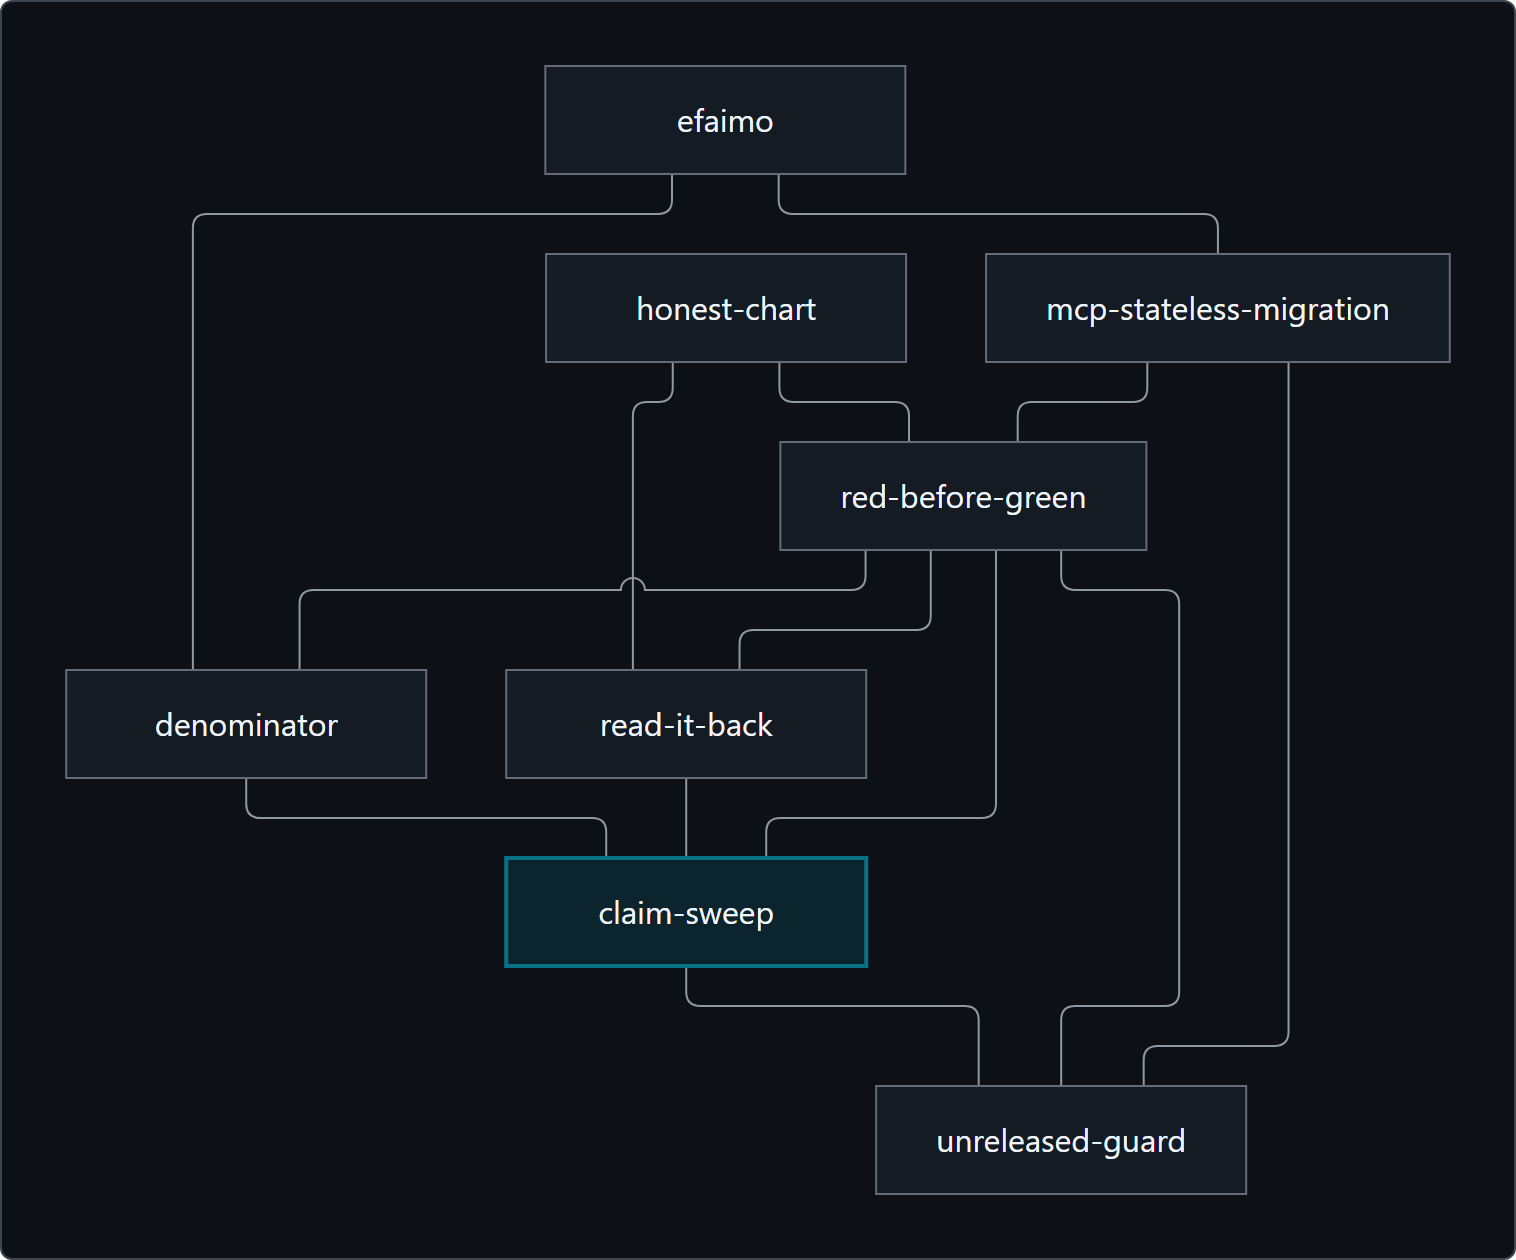 efaimo
honest-chart
mcp-stateless-migration
red-before-green
denominator
read-it-back
claim-sweep
unreleased-guard